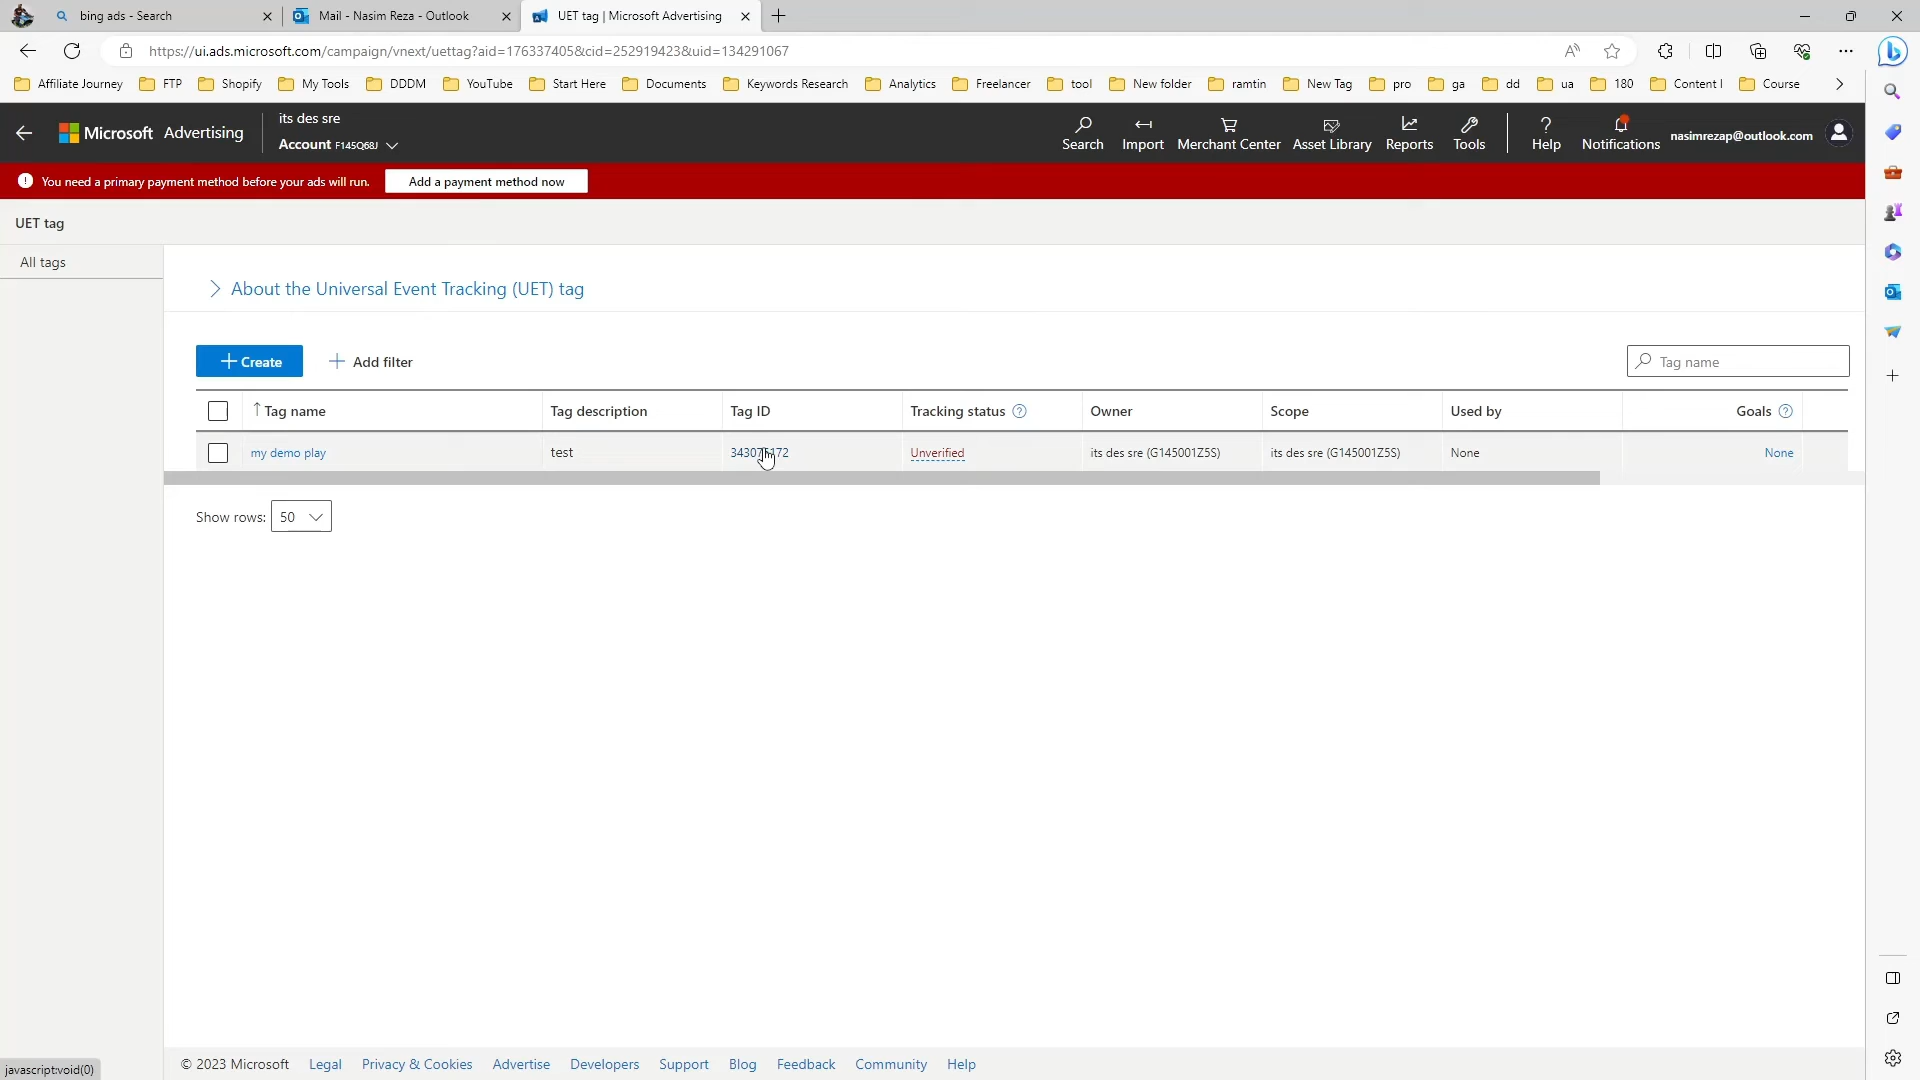 bing ads - Search
Mail - Nasim Reza - Outlook
UET tag | Microsoft Advertising
https://ui.ads.microsoft.com/campaign/vnext/uettag?aid=176337405&cid=252919423&uid=134291067
Affiliate Journey
FTP
Shopify
My Tools
DDDM
YouTube
Start Here
Documents
Keywords Research
Analytics
Freelancer
tool
New folder
ramtin
New Tag
pro
ga
dd
ua
180
Content I
Course
Microsoft Advertising
its des sre
Account F145Q68J
Search
Import
Merchant Center
Asset Library
Reports
Tools
Help
Notifications
nasimrezap@outlook.com
You need a primary payment method before your ads will run.
Add a payment method now
UET tag
All tags
About the Universal Event Tracking (UET) tag
Create
Add filter
Tag name
Tag name
Tag description
Tag ID
Tracking status
Owner
Scope
Used by
Goals
my demo play
test
Unverified
its des sre (G145001Z5S)
its des sre (G145001Z5S)
None
None
Show rows:
50
© 2023 Microsoft
Legal
Privacy & Cookies
Advertise
Developers
Support
Blog
Feedback
Community
Help
javascript:void(0)